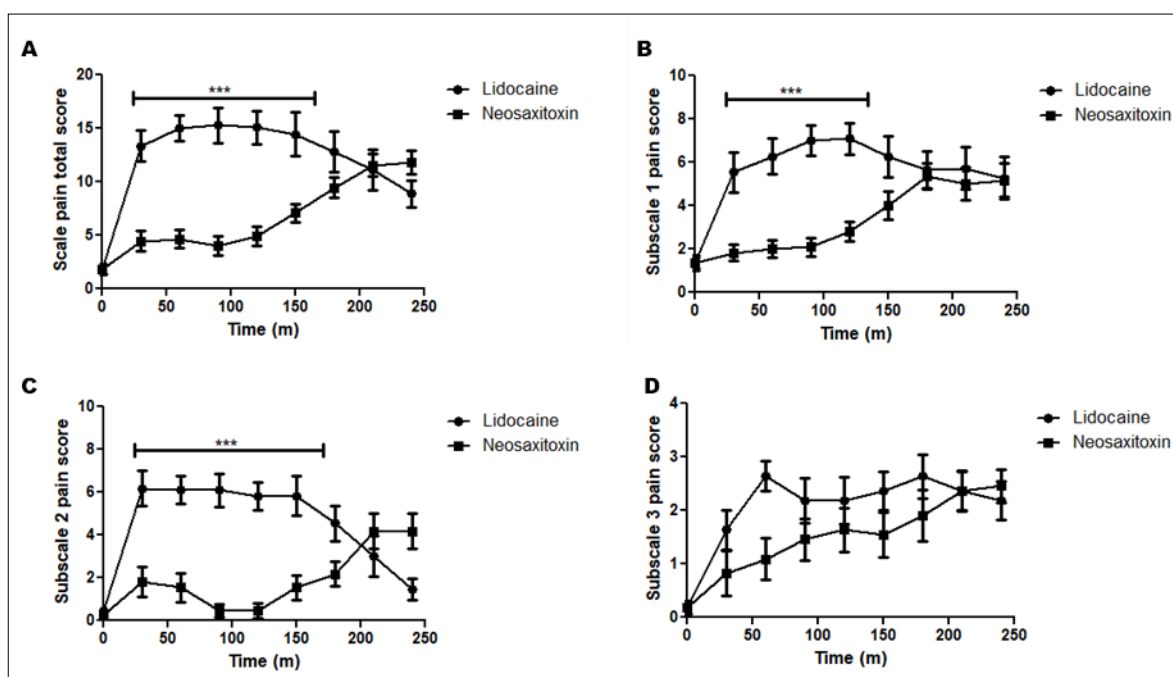 A
Scale pain total score
20
15
10
5
0
***
Lidocaine
Neosaxitoxin
0 50 100 150 200 250
Time (m)
B
Subscale 1 pain score
10
8
6
4
2
0
***
Lidocaine
Neosaxitoxin
0 50 100 150 200 250
Time (m)
C
Subscale 2 pain score
10
8
6
4
2
0
***
Lidocaine
Neosaxitoxin
0 50 100 150 200 250
Time (m)
D
Subscale 3 pain score
4
3
2
1
0
Lidocaine
Neosaxitoxin
0 50 100 150 200 250
Time (m)